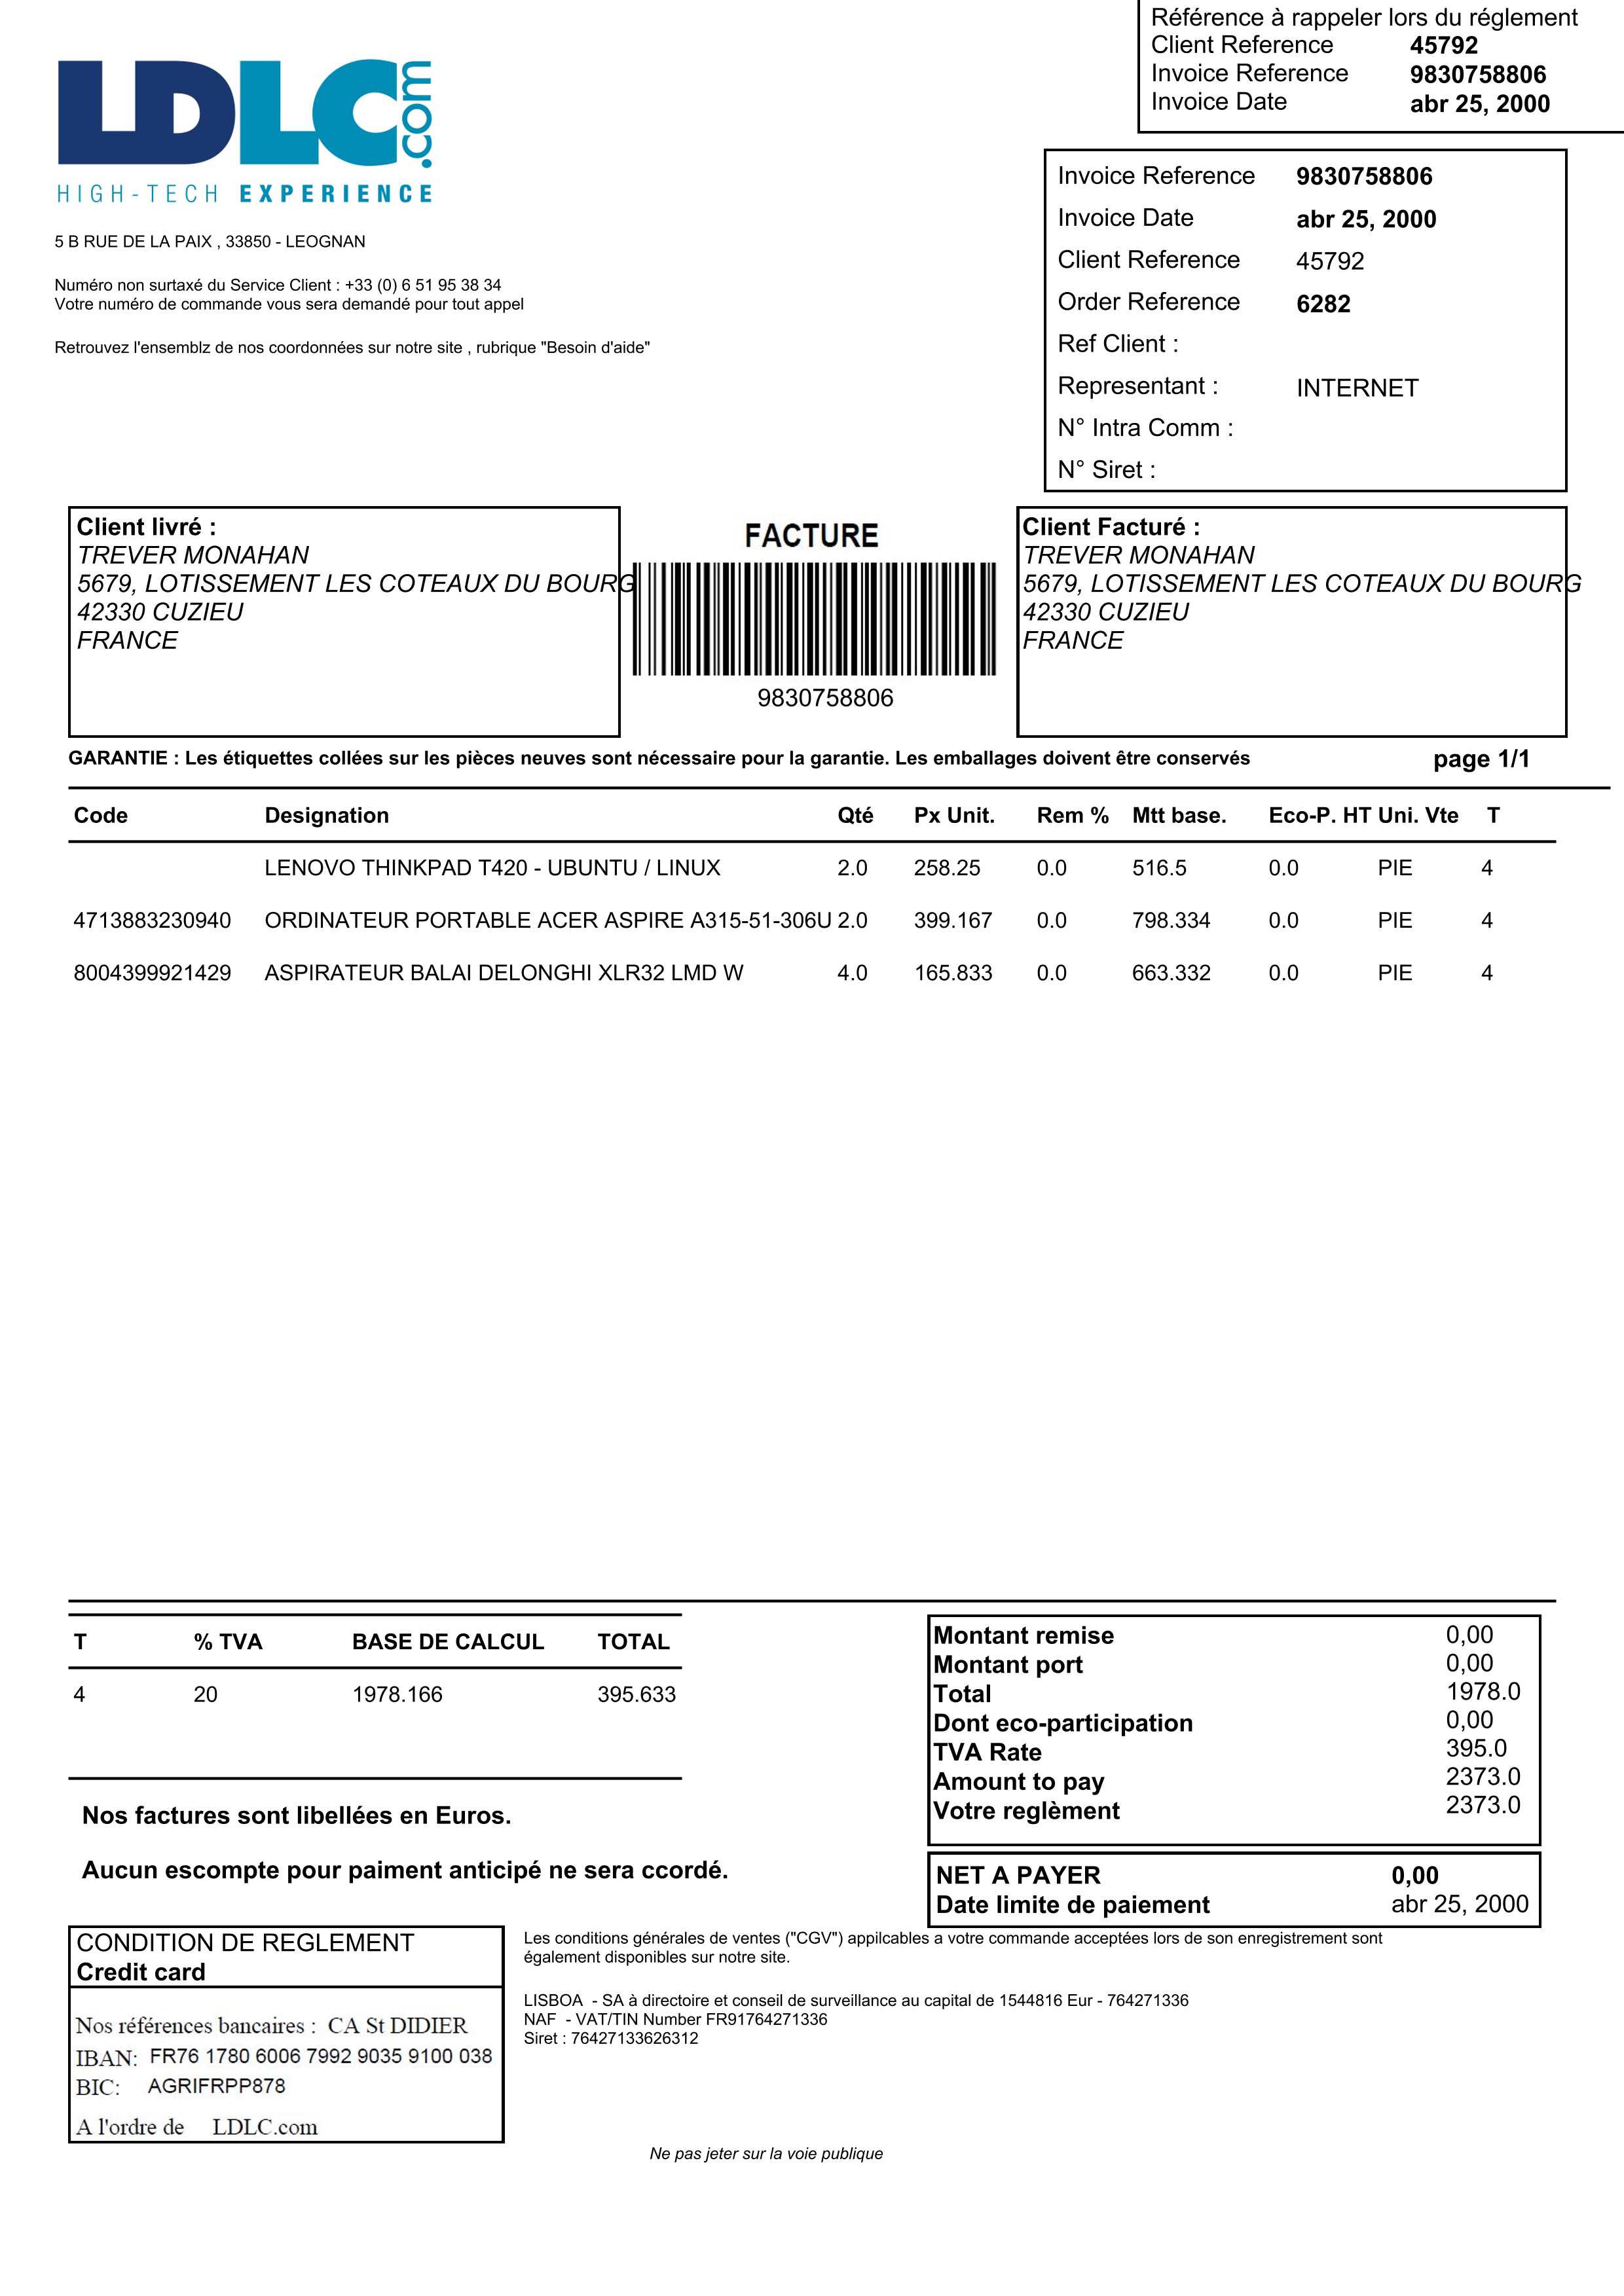 Référence à rappeler lors du réglement
Client Reference 45792
Invoice Reference 9830758806
Invoice Date abr 25, 2000
LDLC.com
HIGH-TECH EXPERIENCE
5 B RUE DE LA PAIX , 33850 - LEOGNAN
Numéro non surtaxé du Service Client : +33 (0) 6 51 95 38 34
Votre numéro de commande vous sera demandé pour tout appel
Retrouvez l'ensemblz de nos coordonnées sur notre site , rubrique "Besoin d'aide"
Invoice Reference 9830758806
Invoice Date abr 25, 2000
Client Reference 45792
Order Reference 6282
Ref Client :
Representant : INTERNET
N° Intra Comm :
N° Siret :
Client livré :
TREVER MONAHAN
5679, LOTISSEMENT LES COTEAUX DU BOURG
42330 CUZIEU
FRANCE
FACTURE
9830758806
Client Facturé :
TREVER MONAHAN
5679, LOTISSEMENT LES COTEAUX DU BOURG
42330 CUZIEU
FRANCE
GARANTIE : Les étiquettes collées sur les pièces neuves sont nécessaire pour la garantie. Les emballages doivent être conservés page 1/1
Code Designation Qté Px Unit. Rem % Mtt base. Eco-P. HT Uni. Vte T
LENOVO THINKPAD T420 - UBUNTU / LINUX 2.0 258.25 0.0 516.5 0.0 PIE 4
4713883230940 ORDINATEUR PORTABLE ACER ASPIRE A315-51-306U 2.0 399.167 0.0 798.334 0.0 PIE 4
8004399921429 ASPIRATEUR BALAI DELONGHI XLR32 LMD W 4.0 165.833 0.0 663.332 0.0 PIE 4
T % TVA BASE DE CALCUL TOTAL
4 20 1978.166 395.633
Nos factures sont libellées en Euros.
Aucun escompte pour paiment anticipé ne sera ccordé.
Montant remise 0,00
Montant port 0,00
Total 1978.0
Dont eco-participation 0,00
TVA Rate 395.0
Amount to pay 2373.0
Votre reglèment 2373.0
NET A PAYER 0,00
Date limite de paiement abr 25, 2000
CONDITION DE REGLEMENT
Credit card
Nos références bancaires : CA St DIDIER
IBAN: FR76 1780 6006 7992 9035 9100 038
BIC: AGRIFRPP878
A l'ordre de LDLC.com
Les conditions générales de ventes ("CGV") appilcables a votre commande acceptées lors de son enregistrement sont
également disponibles sur notre site.
LISBOA - SA à directoire et conseil de surveillance au capital de 1544816 Eur - 764271336
NAF - VAT/TIN Number FR91764271336
Siret : 76427133626312
Ne pas jeter sur la voie publique